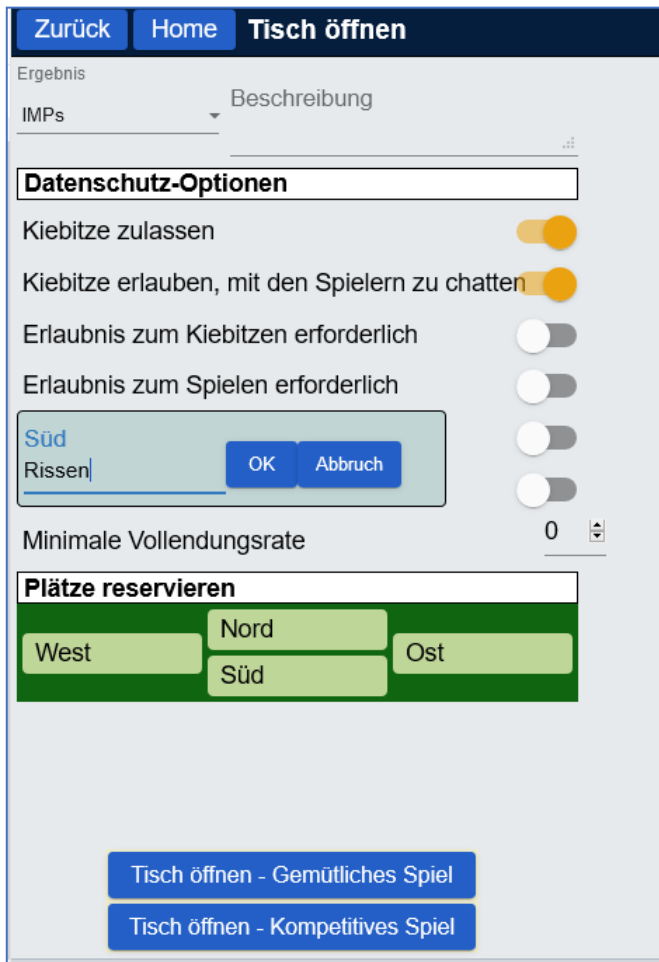 Zurück Home Tisch öffnen
Ergebnis
IMPs Beschreibung
Datenschutz-Optionen
Kiebitze zulassen
Kiebitze erlauben, mit den Spielern zu chatten
Erlaubnis zum Kiebitzen erforderlich
Erlaubnis zum Spielen erforderlich
Süd
Rissen OK Abbruch
Minimale Vollendungsrate 0
Plätze reservieren
Nord
West Ost
Süd
Tisch öffnen - Gemütliches Spiel
Tisch öffnen - Kompetitives Spiel